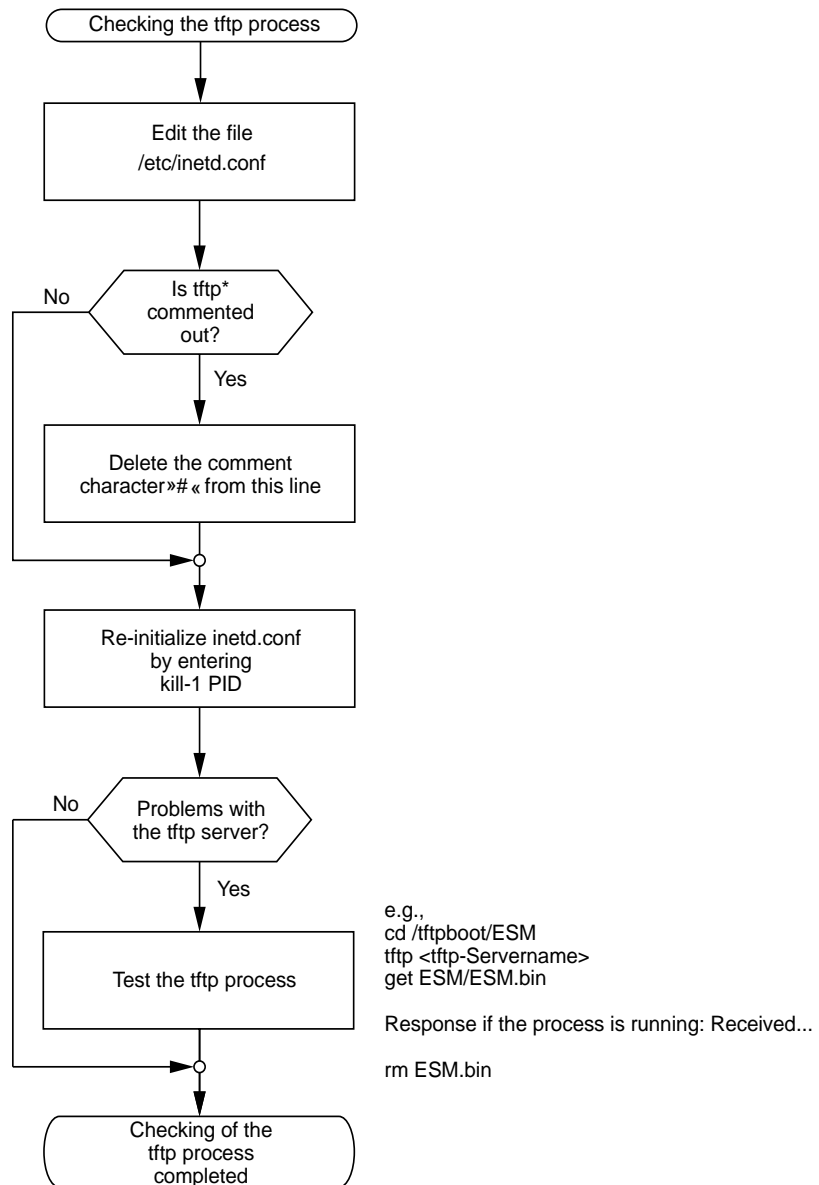 Checking the tftp process
Edit the file
/etc/inetd.conf
No
Is tftp*
commented
out?
Yes
Delete the comment
character»# « from this line
Re-initialize inetd.conf
by entering
kill-1 PID
No
Problems with
the tftp server?
Yes
Test the tftp process
e.g.,
cd /tftpboot/ESM
tftp <tftp-Servername>
get ESM/ESM.bin
Response if the process is running: Received...
rm ESM.bin
Checking of the
tftp process
completed